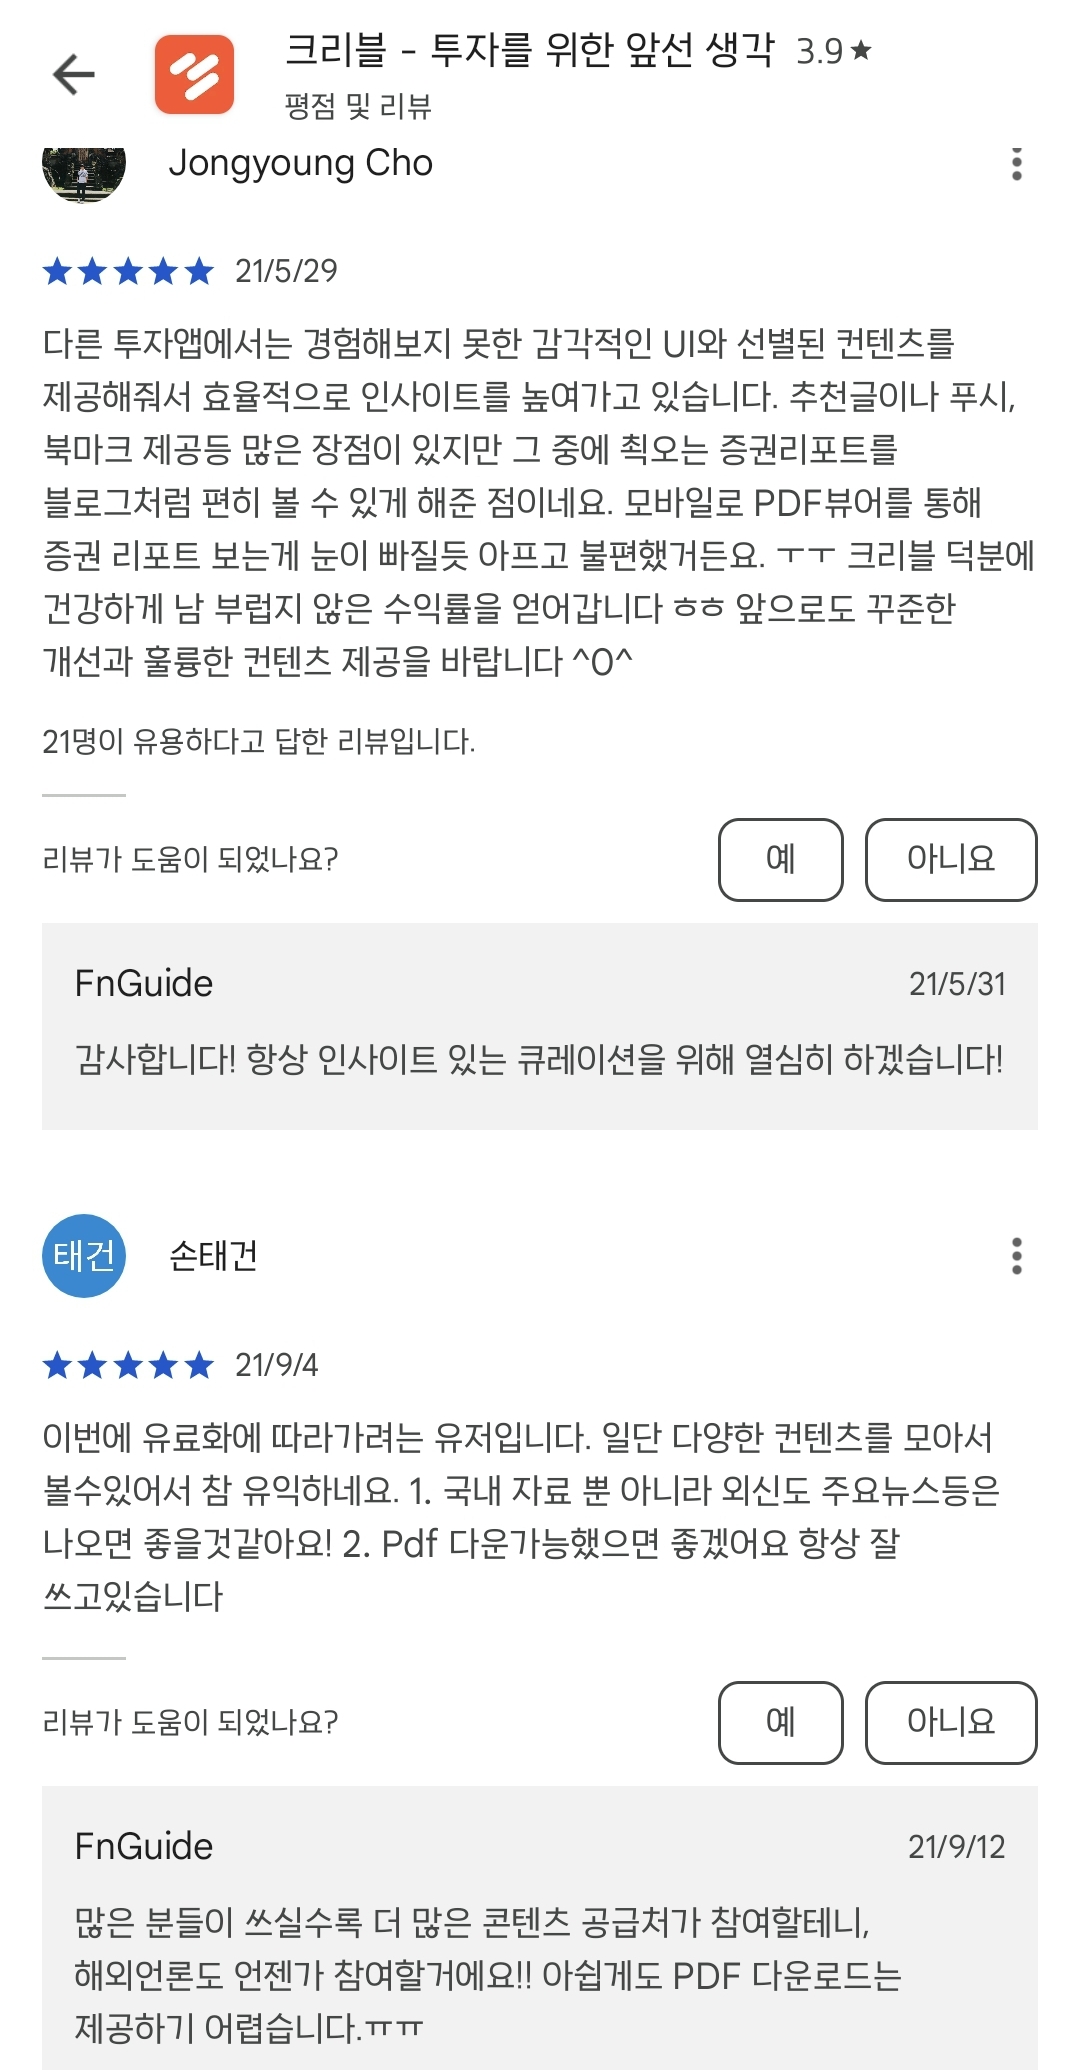 크리블 - 투자를 위한 앞선 생각 3.9★
평점 및 리뷰
Jongyoung Cho
21/5/29
다른 투자앱에서는 경험해보지 못한 감각적인 UI와 선별된 컨텐츠를
제공해줘서 효율적으로 인사이트를 높여가고 있습니다. 추천글이나 푸시,
북마크 제공등 많은 장점이 있지만 그 중에 쵝오는 증권리포트를
블로그처럼 편히 볼 수 있게 해준 점이네요. 모바일로 PDF뷰어를 통해
증권 리포트 보는게 눈이 빠질듯 아프고 불편했거든요. ㅜㅜ 크리블 덕분에
건강하게 남 부럽지 않은 수익률을 얻어갑니다 ㅎㅎ 앞으로도 꾸준한
개선과 훌륭한 컨텐츠 제공을 바랍니다 ^O^
21명이 유용하다고 답한 리뷰입니다.
리뷰가 도움이 되었나요? 예 아니요
FnGuide 21/5/31
감사합니다! 항상 인사이트 있는 큐레이션을 위해 열심히 하겠습니다!
태건 손태건
21/9/4
이번에 유료화에 따라가려는 유저입니다. 일단 다양한 컨텐츠를 모아서
볼수있어서 참 유익하네요. 1. 국내 자료 뿐 아니라 외신도 주요뉴스등은
나오면 좋을것같아요! 2. Pdf 다운가능했으면 좋겠어요 항상 잘
쓰고있습니다
리뷰가 도움이 되었나요? 예 아니요
FnGuide 21/9/12
많은 분들이 쓰실수록 더 많은 콘텐츠 공급처가 참여할테니,
해외언론도 언젠가 참여할거에요!! 아쉽게도 PDF 다운로드는
제공하기 어렵습니다.ㅠㅠ